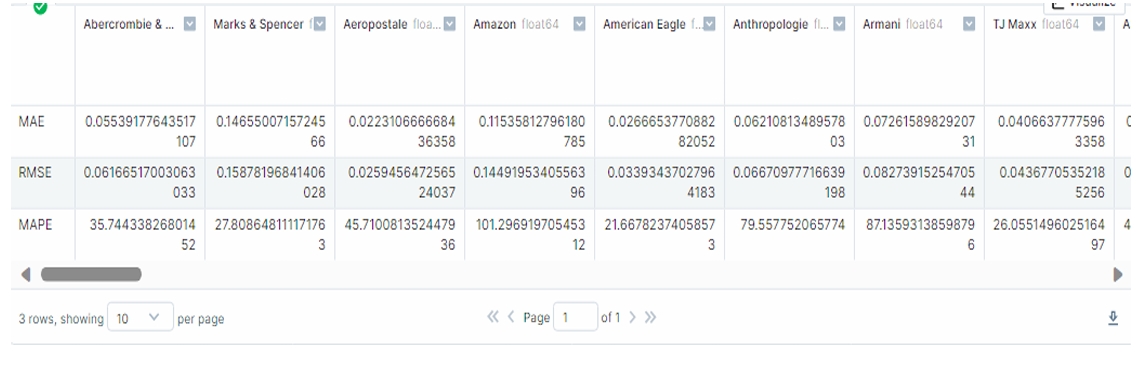 Visualize
Abercrombie & ... Marks & Spencer f Aeropostale floa... Amazon float64 American Eagle f... Anthropologie fl... Armani float64 TJ Maxx float64 A
MAE 0.05539177643517107 0.1465500715724566 0.022310666668436358 0.11535812796180785 0.026665377088282052 0.0621081348957803 0.0726158982920731 0.04066377775963358
RMSE 0.06166517003063033 0.15878196841406028 0.025945647256524037 0.1449195340556396 0.03393437027964183 0.06670977716639198 0.0827391525470544 0.04367705352185256
MAPE 35.74433826801452 27.808648111171763 45.710081352447936 101.29691970545312 21.66782374058573 79.557752065774 87.13593138598796 26.055149602516497 4
3 rows, showing 10 per page
Page 1 of 1